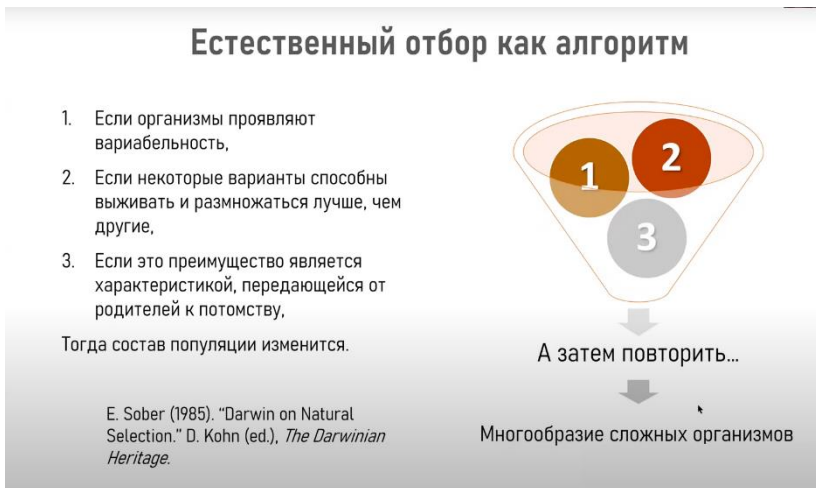 Естественный отбор как алгоритм
1. Если организмы проявляют
вариабельность,
2. Если некоторые варианты способны
выживать и размножаться лучше, чем
другие,
3. Если это преимущество является
характеристикой, передающейся от
родителей к потомству,
Тогда состав популяции изменится.
E. Sober (1985). “Darwin on Natural
Selection.” D. Kohn (ed.), The Darwinian
Heritage.
1
2
3
А затем повторить...
Многообразие сложных организмов